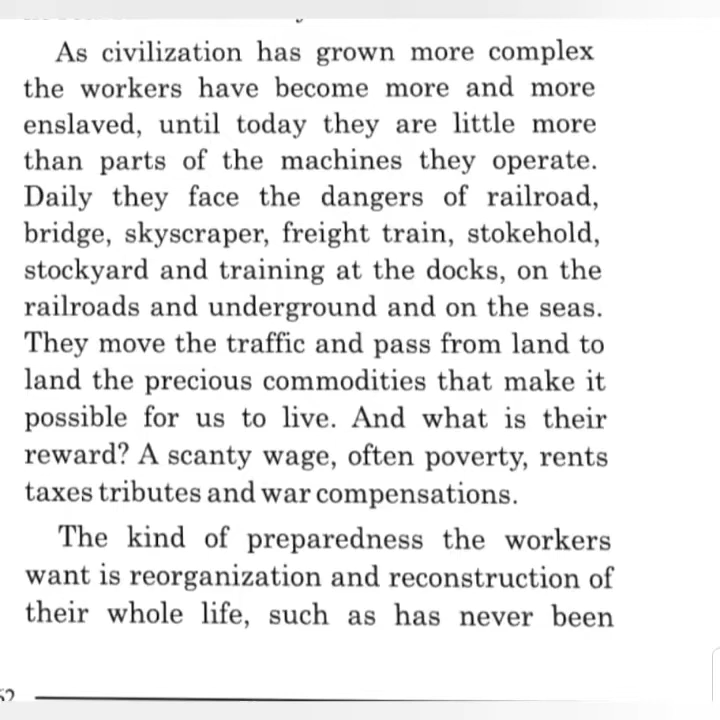 As civilization has grown more complex
the workers have become more and more
enslaved, until today they are little more
than parts of the machines they operate.
Daily they face the dangers of railroad,
bridge, skyscraper, freight train, stokehold,
stockyard and training at the docks, on the
railroads and underground and on the seas.
They move the traffic and pass from land to
land the precious commodities that make it
possible for us to live. And what is their
reward? A scanty wage, often poverty, rents
taxes tributes and war compensations.
The kind of preparedness the workers
want is reorganization and reconstruction of
their whole life, such as has never been